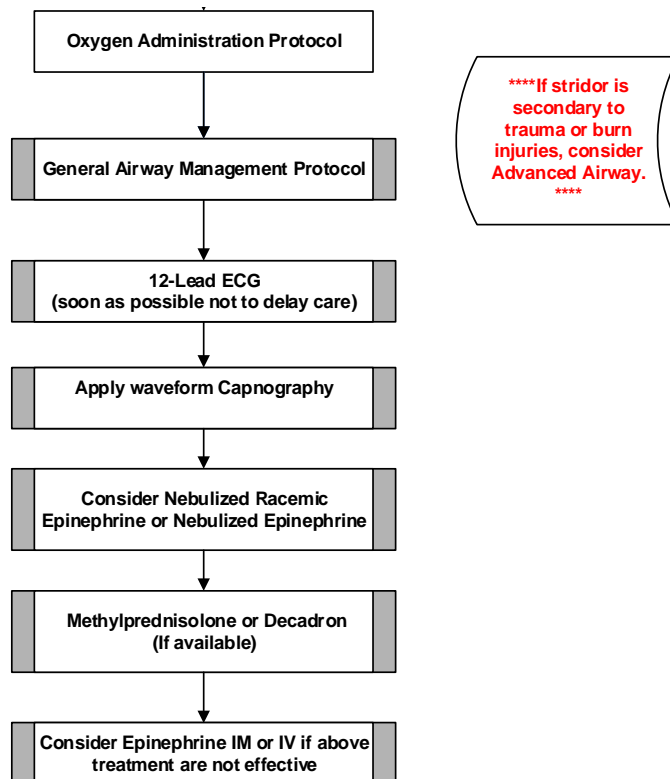 Oxygen Administration Protocol
****If stridor is
secondary to
trauma or burn
injuries, consider
Advanced Airway.
****
General Airway Management Protocol
12-Lead ECG
(soon as possible not to delay care)
Apply waveform Capnography
Consider Nebulized Racemic
Epinephrine or Nebulized Epinephrine
Methylprednisolone or Decadron
(If available)
Consider Epinephrine IM or IV if above
treatment are not effective